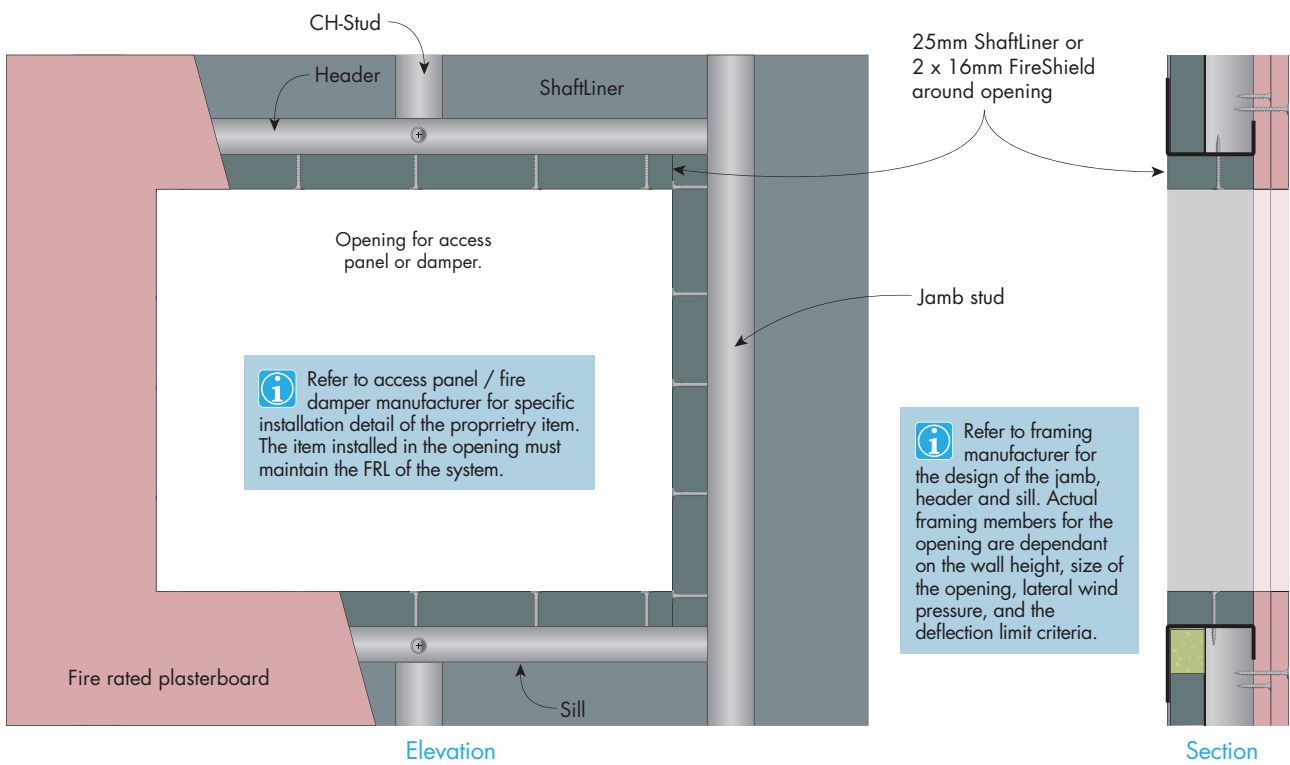 CH-Stud
Header
ShaftLiner
25mm ShaftLiner or
2 x 16mm FireShield
around opening
Opening for access
panel or damper.
Jamb stud
Refer to access panel / fire
damper manufacturer for specific
installation detail of the proprrietry item.
The item installed in the opening must
maintain the FRL of the system.
Refer to framing
manufacturer for
the design of the jamb,
header and sill. Actual
framing members for the
opening are dependant
on the wall height, size of
the opening, lateral wind
pressure, and the
deflection limit criteria.
Fire rated plasterboard
Sill
Elevation
Section